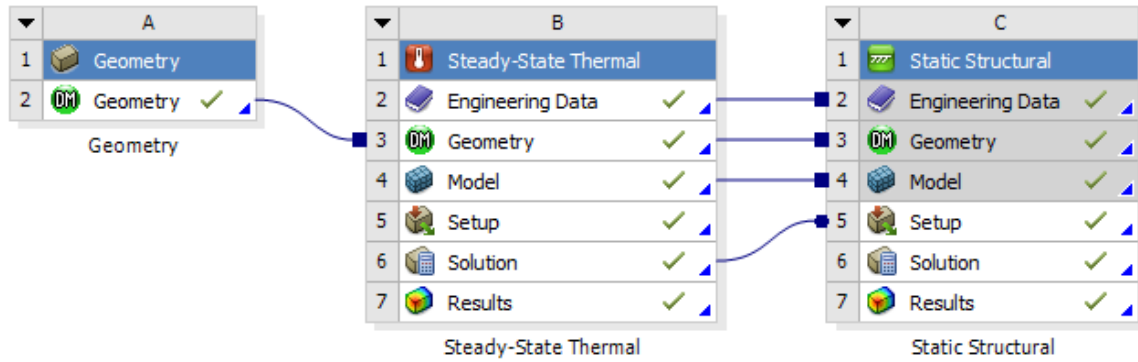 A
1 Geometry
2 DM Geometry
Geometry
B
1 Steady-State Thermal
2 Engineering Data
3 DM Geometry
4 Model
5 Setup
6 Solution
7 Results
Steady-State Thermal
C
1 Static Structural
2 Engineering Data
3 DM Geometry
4 Model
5 Setup
6 Solution
7 Results
Static Structural